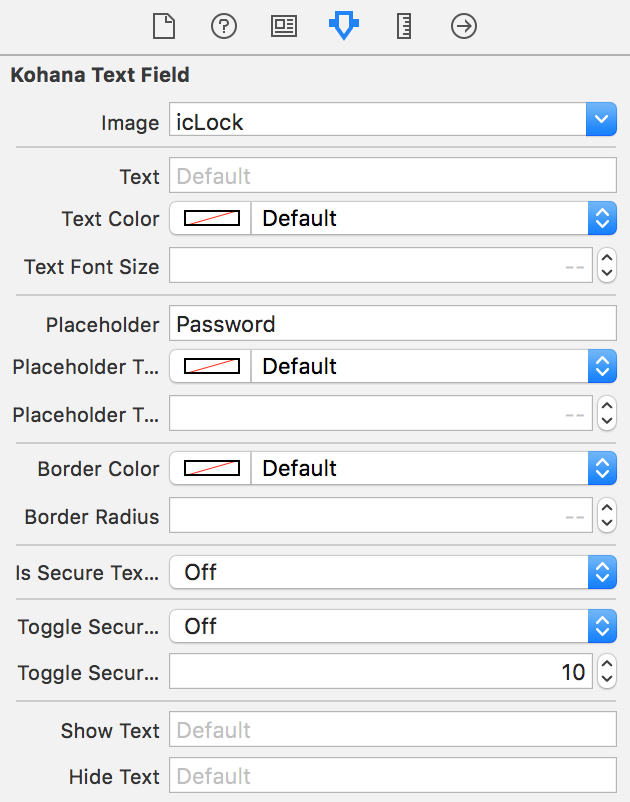 Kohana Text Field
Image icLock
Text Default
Text Color Default
Text Font Size --
Placeholder Password
Placeholder T... Default
Placeholder T... --
Border Color Default
Border Radius --
Is Secure Tex... Off
Toggle Secur... Off
Toggle Secur... 10
Show Text Default
Hide Text Default